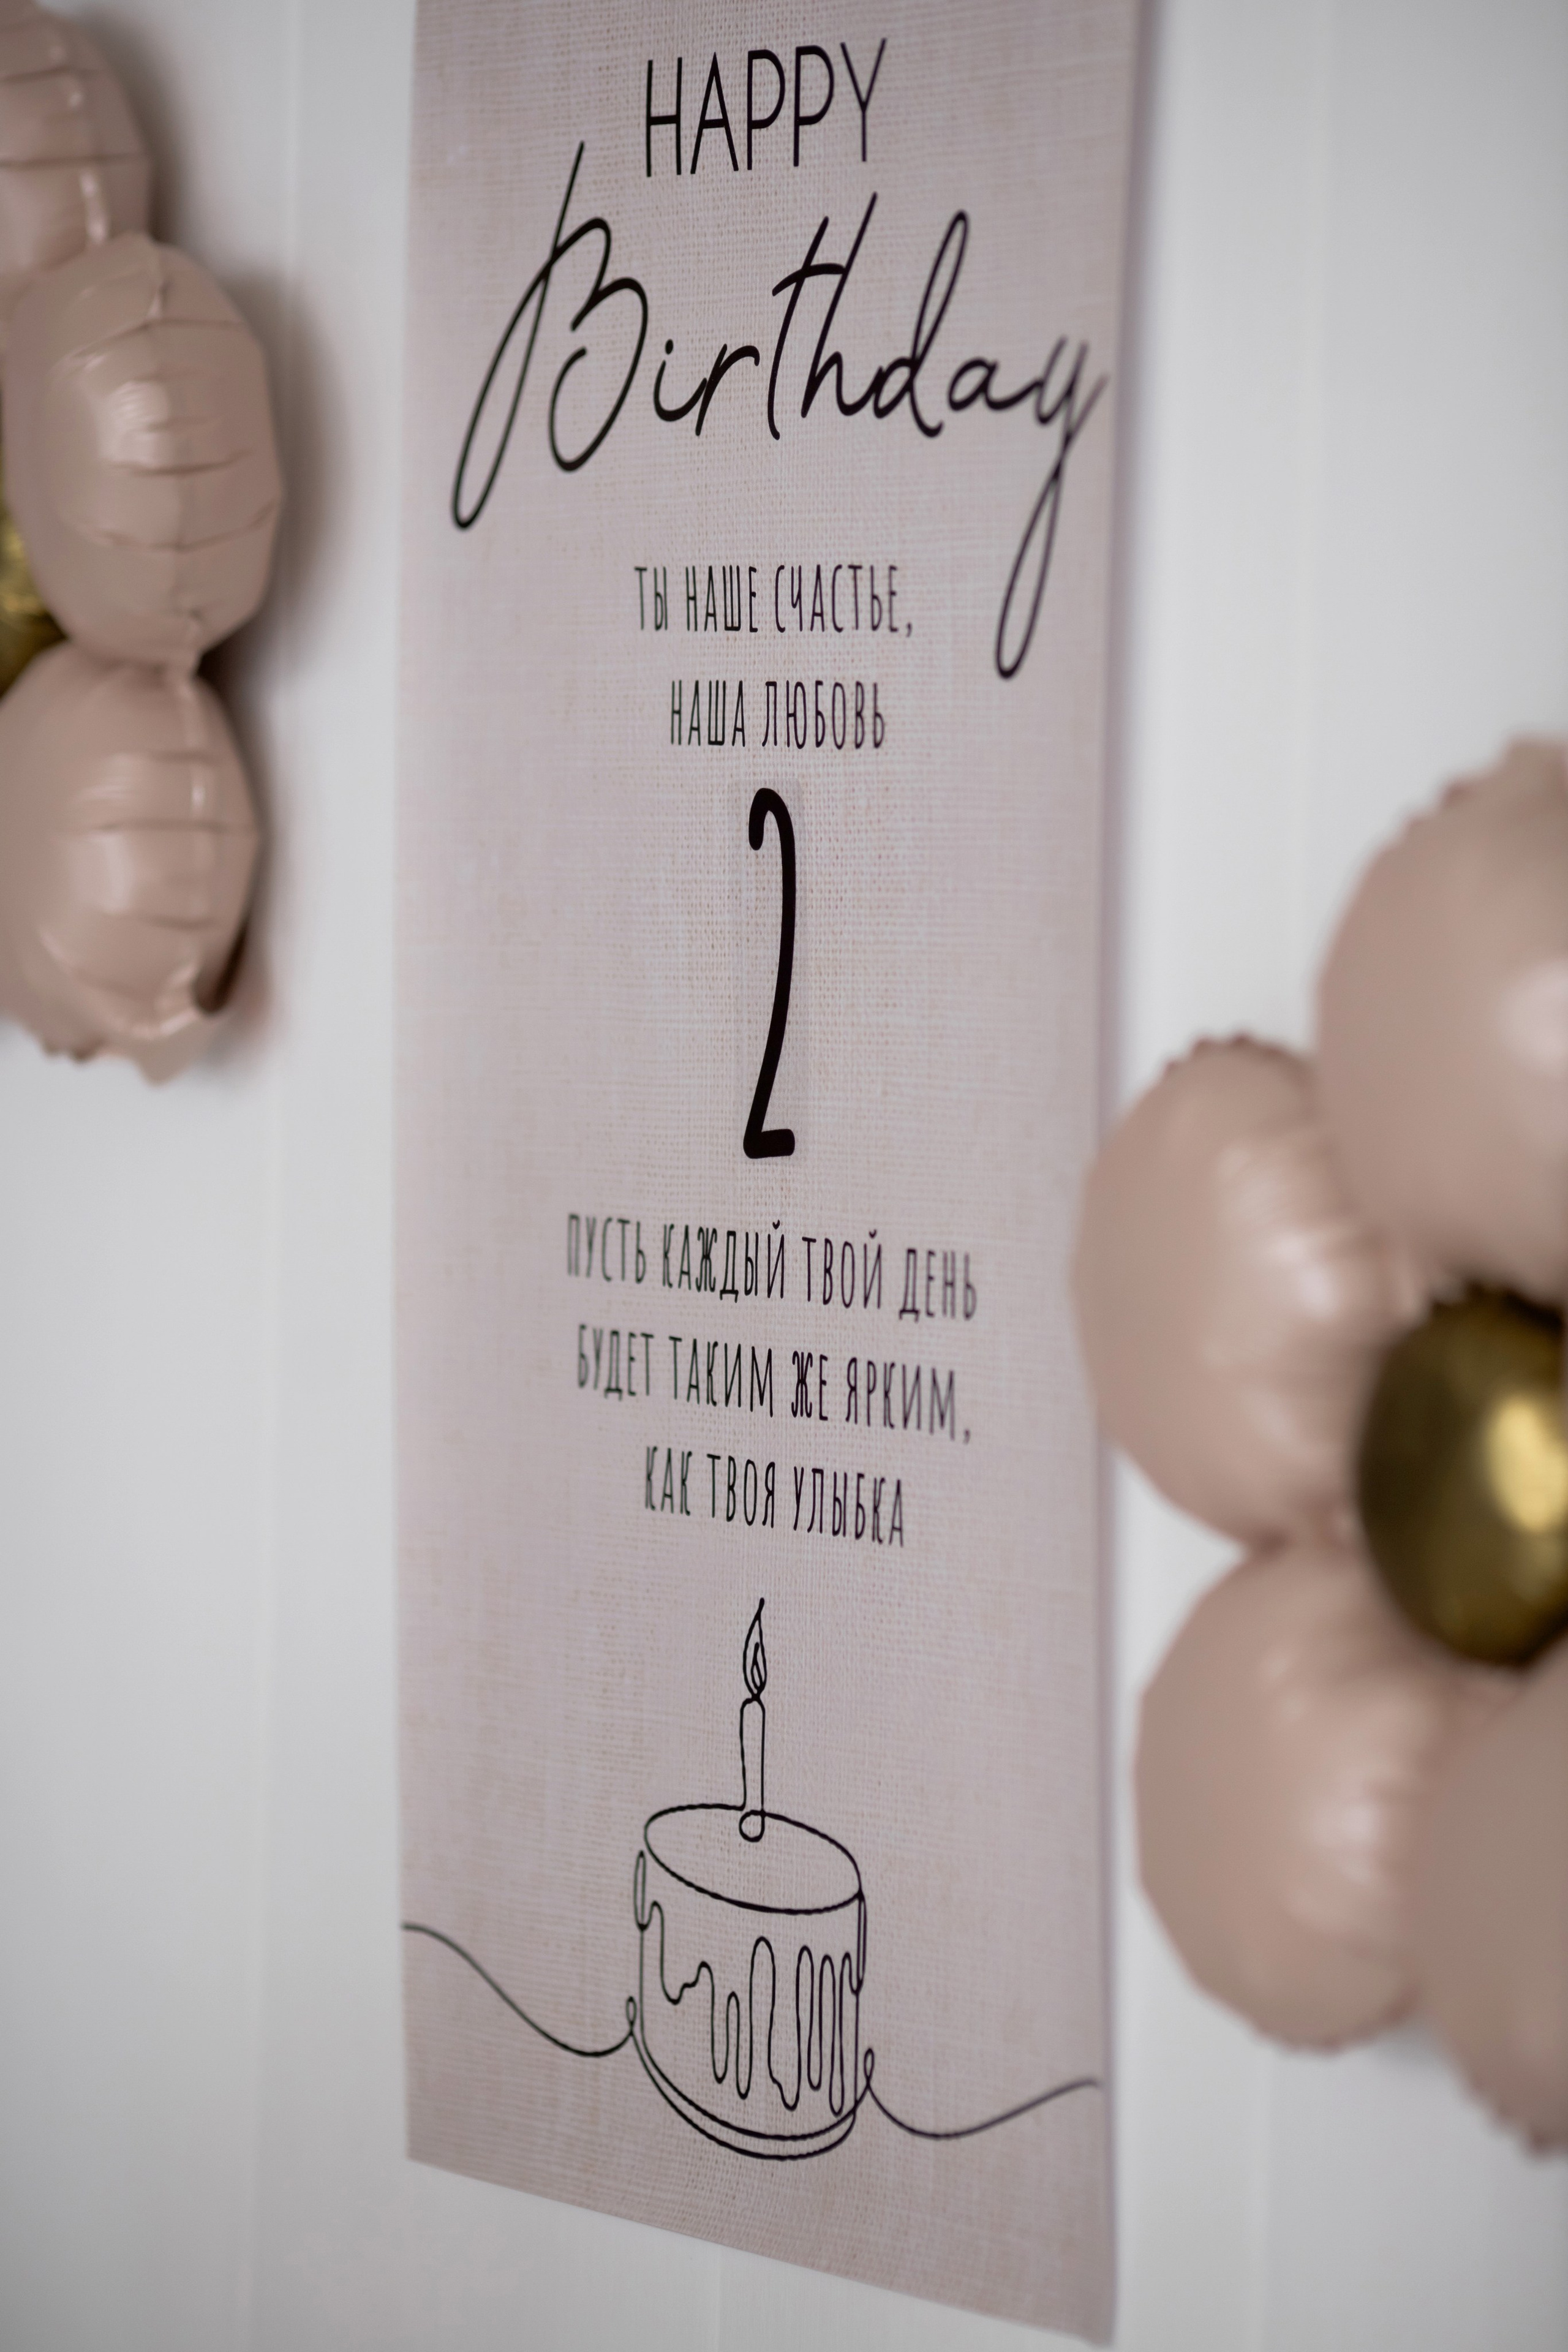 HAPPY
Birthday
ТЫ НАШЕ СЧАСТЬЕ,
НАША ЛЮБОВЬ
2
ПУСТЬ КАЖДЫЙ ТВОЙ ДЕНЬ
БУДЕТ ТАКИМ ЖЕ ЯРКИМ,
КАК ТВОЯ УЛЫБКА